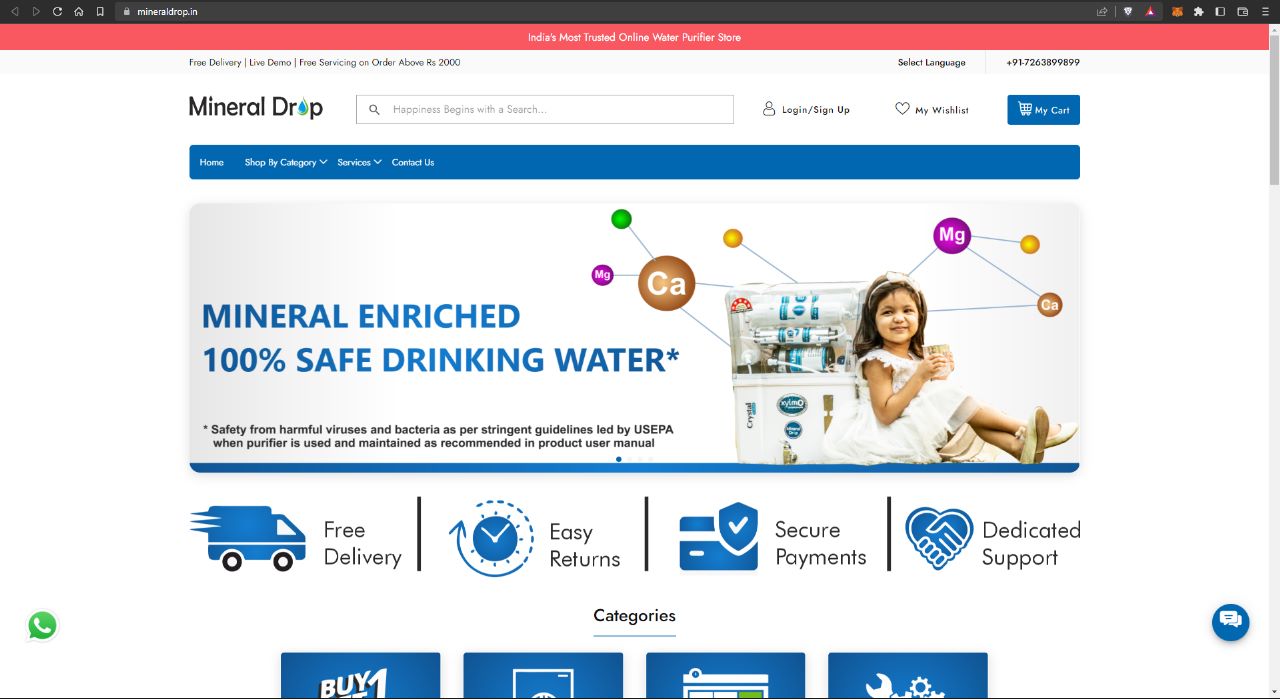 mineraldrop.in
India's Most Trusted Online Water Purifier Store
Free Delivery | Live Demo | Free Servicing on Order Above Rs 2000
Select Language
+91-7263899899
Mineral Drop
Happiness Begins with a Search...
Login/Sign Up
My Wishlist
My Cart
Home
Shop By Category
Services
Contact Us
Mg
Ca
Mg
Ca
MINERAL ENRICHED
100% SAFE DRINKING WATER*
Crystal
xylmo
Mineral
Drop
* Safety from harmful viruses and bacteria as per stringent guidelines led by USEPA
when purifier is used and maintained as recommended in product user manual
Free
Delivery
Easy
Returns
Secure
Payments
Dedicated
Support
Categories
BUY 1